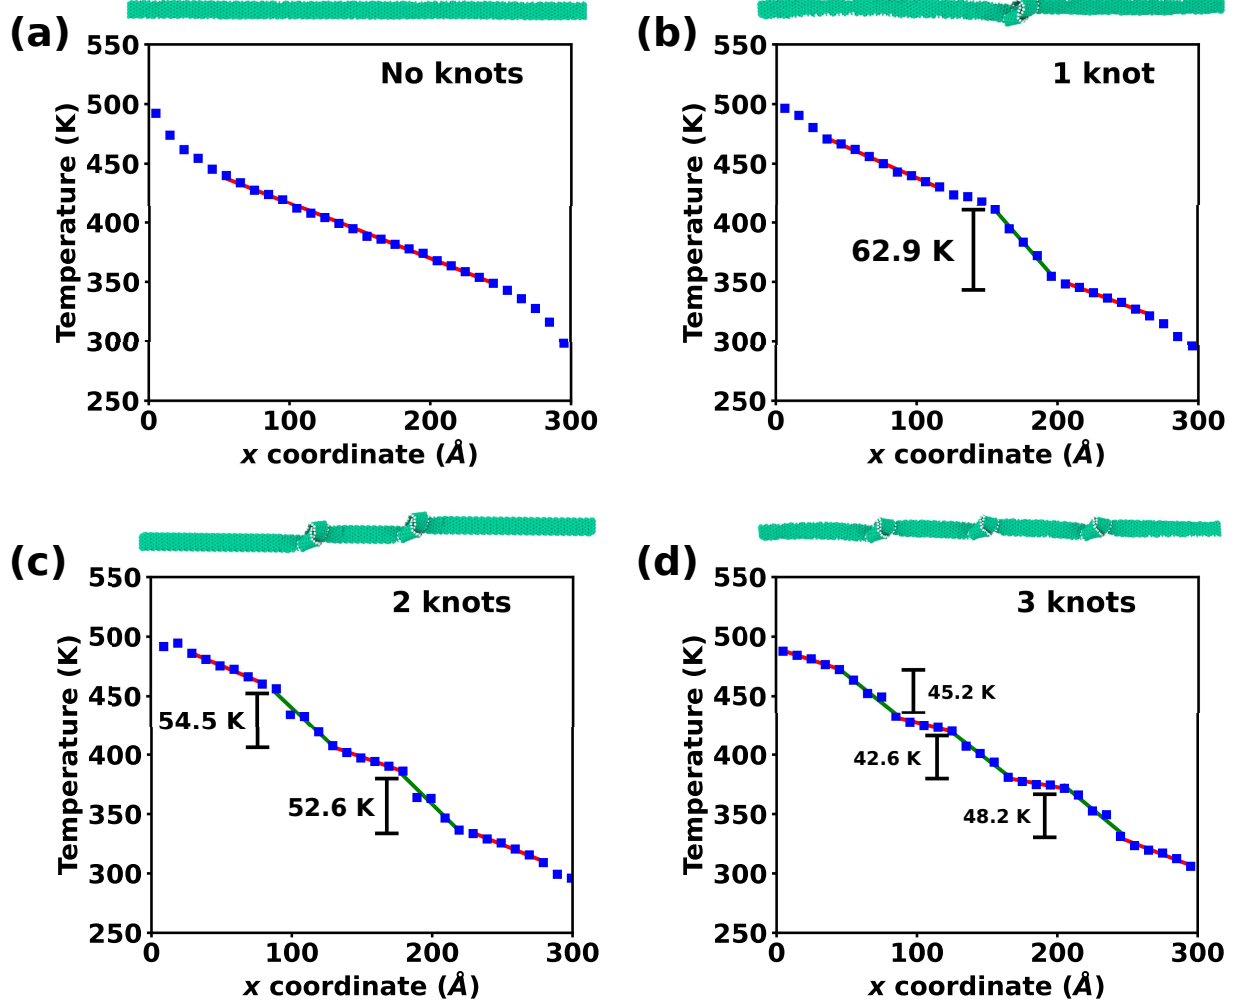 (a)
No knots
550
500
450
400
350
300
250
0 100 200 300
Temperature (K)
x coordinate (Å)
(b)
1 knot
62.9 K
550
500
450
400
350
300
250
0 100 200 300
Temperature (K)
x coordinate (Å)
(c)
2 knots
54.5 K
52.6 K
550
500
450
400
350
300
250
0 100 200 300
Temperature (K)
x coordinate (Å)
(d)
3 knots
45.2 K
42.6 K
48.2 K
550
500
450
400
350
300
250
0 100 200 300
Temperature (K)
x coordinate (Å)